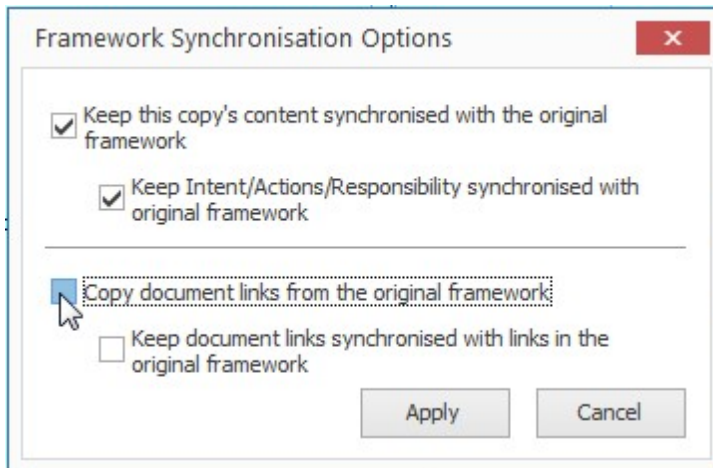 Framework Synchronisation Options
Keep this copy's content synchronised with the original
framework
Keep Intent/Actions/Responsibility synchronised with
original framework
Copy document links from the original framework
Keep document links synchronised with links in the
original framework
Apply
Cancel